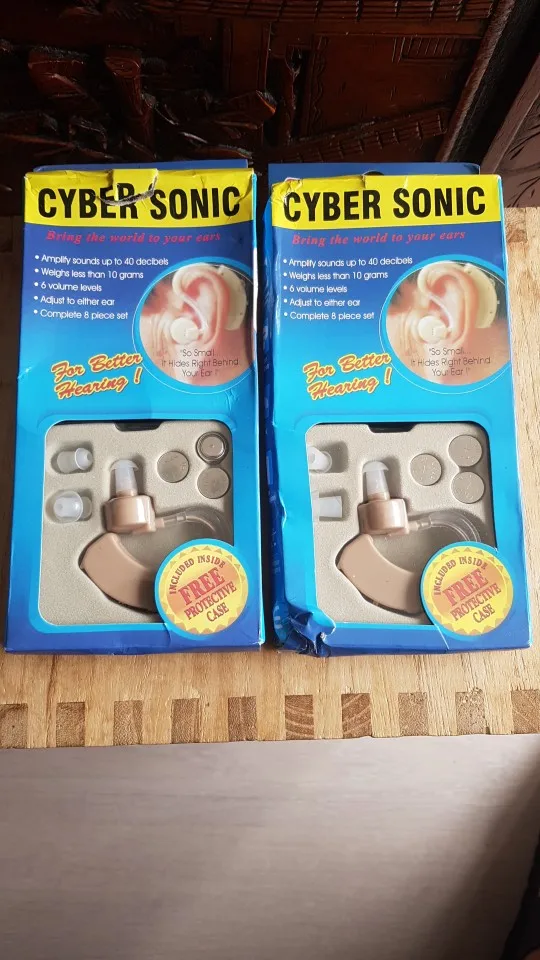 CYBER SONIC
Bring the world to your ears
• Amplify sounds up to 40 decibels
• Weighs less than 10 grams
• 6 volume levels
• Adjust to either ear
• Complete 8 piece set
"So Small
It Hides Right Behind
Your Ear !"
For Better
Hearing !
INCLUDED INSIDE
FREE
PROTECTIVE
CASE
CYBER SONIC
Bring the world to your ears
• Amplify sounds up to 40 decibels
• Weighs less than 10 grams
• 6 volume levels
• Adjust to either ear
• Complete 8 piece set
"So Small
It Hides Right Behind
Your Ear !"
For Better
Hearing !
INCLUDED INSIDE
FREE
PROTECTIVE
CASE